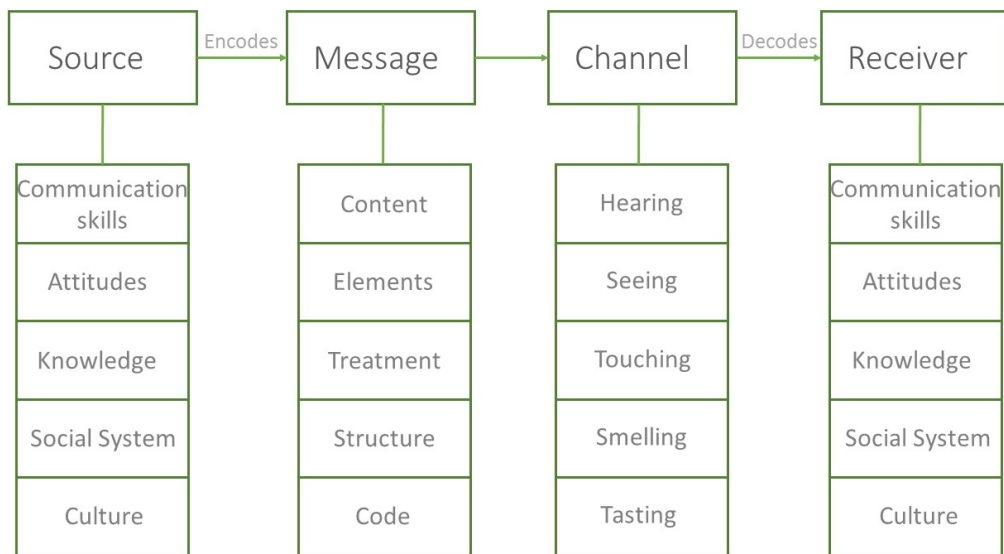 Source
Encodes
Message
Channel
Decodes
Receiver
Communication
skills
Attitudes
Knowledge
Social System
Culture
Content
Elements
Treatment
Structure
Code
Hearing
Seeing
Touching
Smelling
Tasting
Communication
skills
Attitudes
Knowledge
Social System
Culture